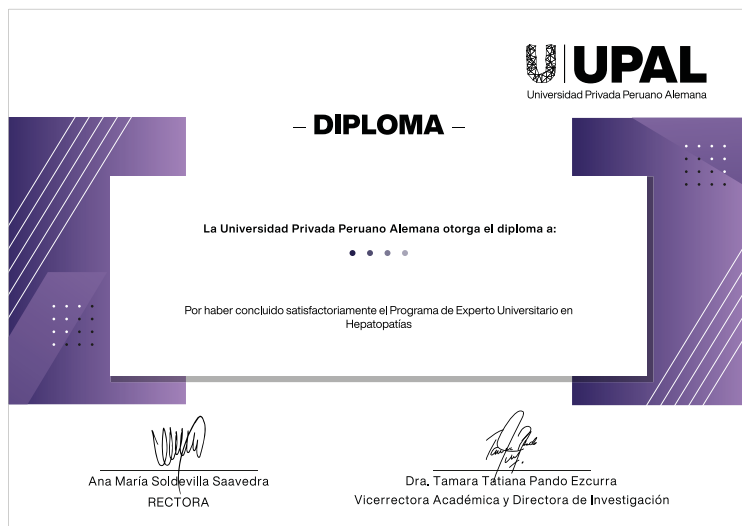 UPAL
Universidad Privada Peruano Alemana
– DIPLOMA –
La Universidad Privada Peruano Alemana otorga el diploma a:
Por haber concluido satisfactoriamente el Programa de Experto Universitario en
Hepatopatías
Ana María Soldevilla Saavedra
RECTORA
Dra. Tamara Tatiana Pando Ezcurra
Vicerrectora Académica y Directora de Investigación